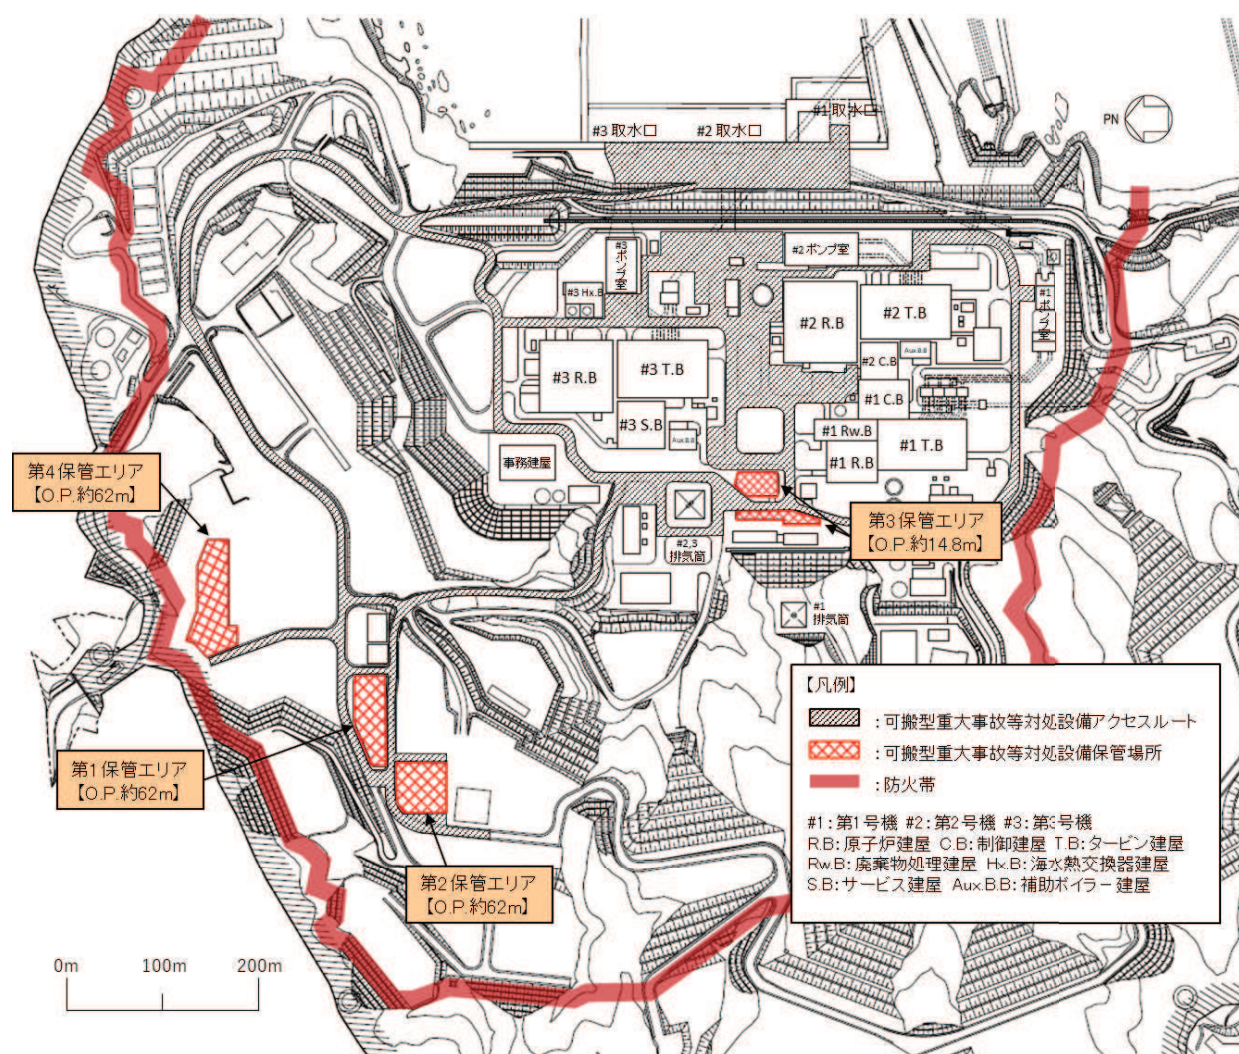 #1 取水口
#3 取水口
#2 取水口
PN
#3 ポンプ室
#2 ポンプ室
#3 Hx.B
#1 ポンプ室
#2 R.B
#2 T.B
#2 C.B
Aux.B.B
#3 R.B
#3 T.B
#1 C.B
#3 S.B
Aux.B.B
#1 Rw.B
#1 T.B
#1 R.B
事務建屋
第4保管エリア
【O.P.約62m】
第3保管エリア
【O.P.約14.8m】
#2,3
排気筒
#1
排気筒
第1保管エリア
【O.P.約62m】
第2保管エリア
【O.P.約62m】
【凡例】
:可搬型重大事故等対処設備アクセスルート
:可搬型重大事故等対処設備保管場所
:防火帯
#1:第1号機 #2:第2号機 #3:第3号機
R.B:原子炉建屋 C.B:制御建屋 T.B:タービン建屋
Rw.B:廃棄物処理建屋 Hx.B:海水熱交換器建屋
S.B:サービス建屋 Aux.B.B:補助ボイラー建屋
0m 100m 200m